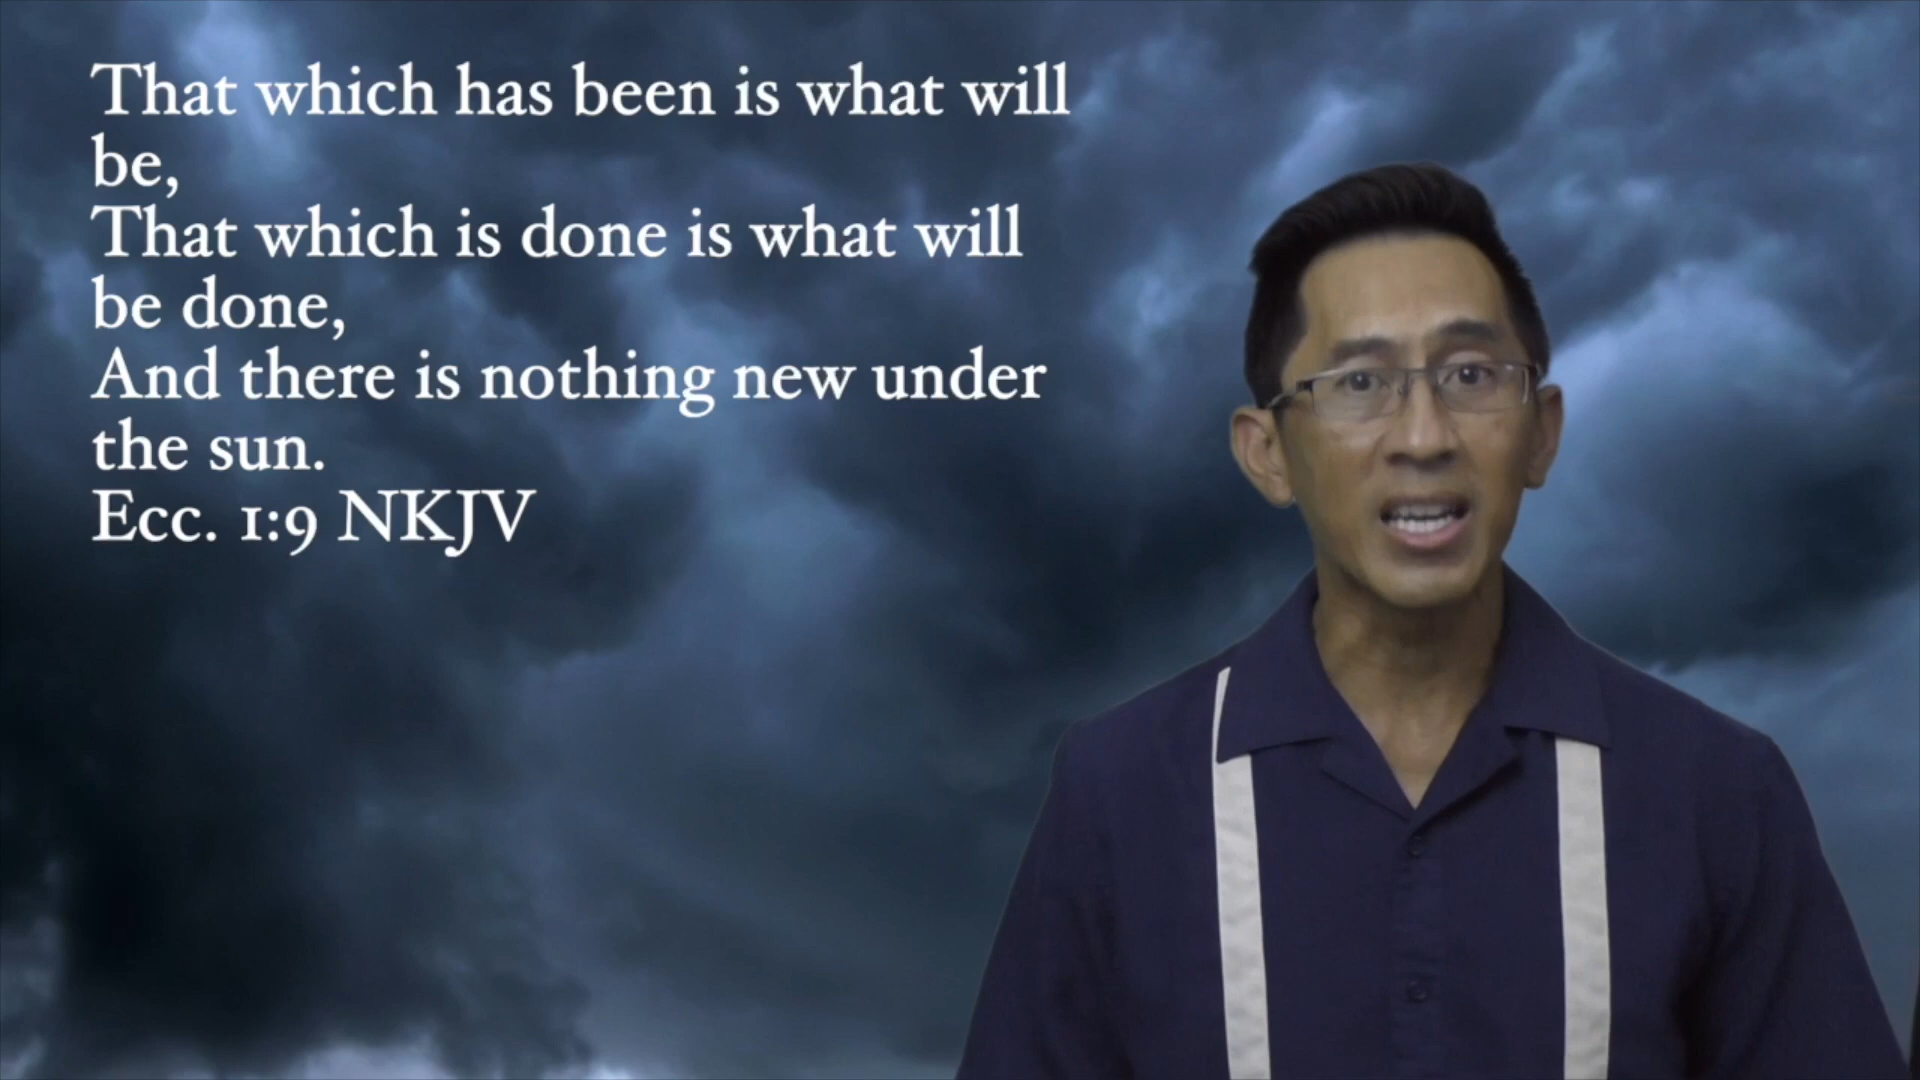 That which has been is what will
be,
That which is done is what will
be done,
And there is nothing new under
the sun.
Ecc. 1:9 NKJV